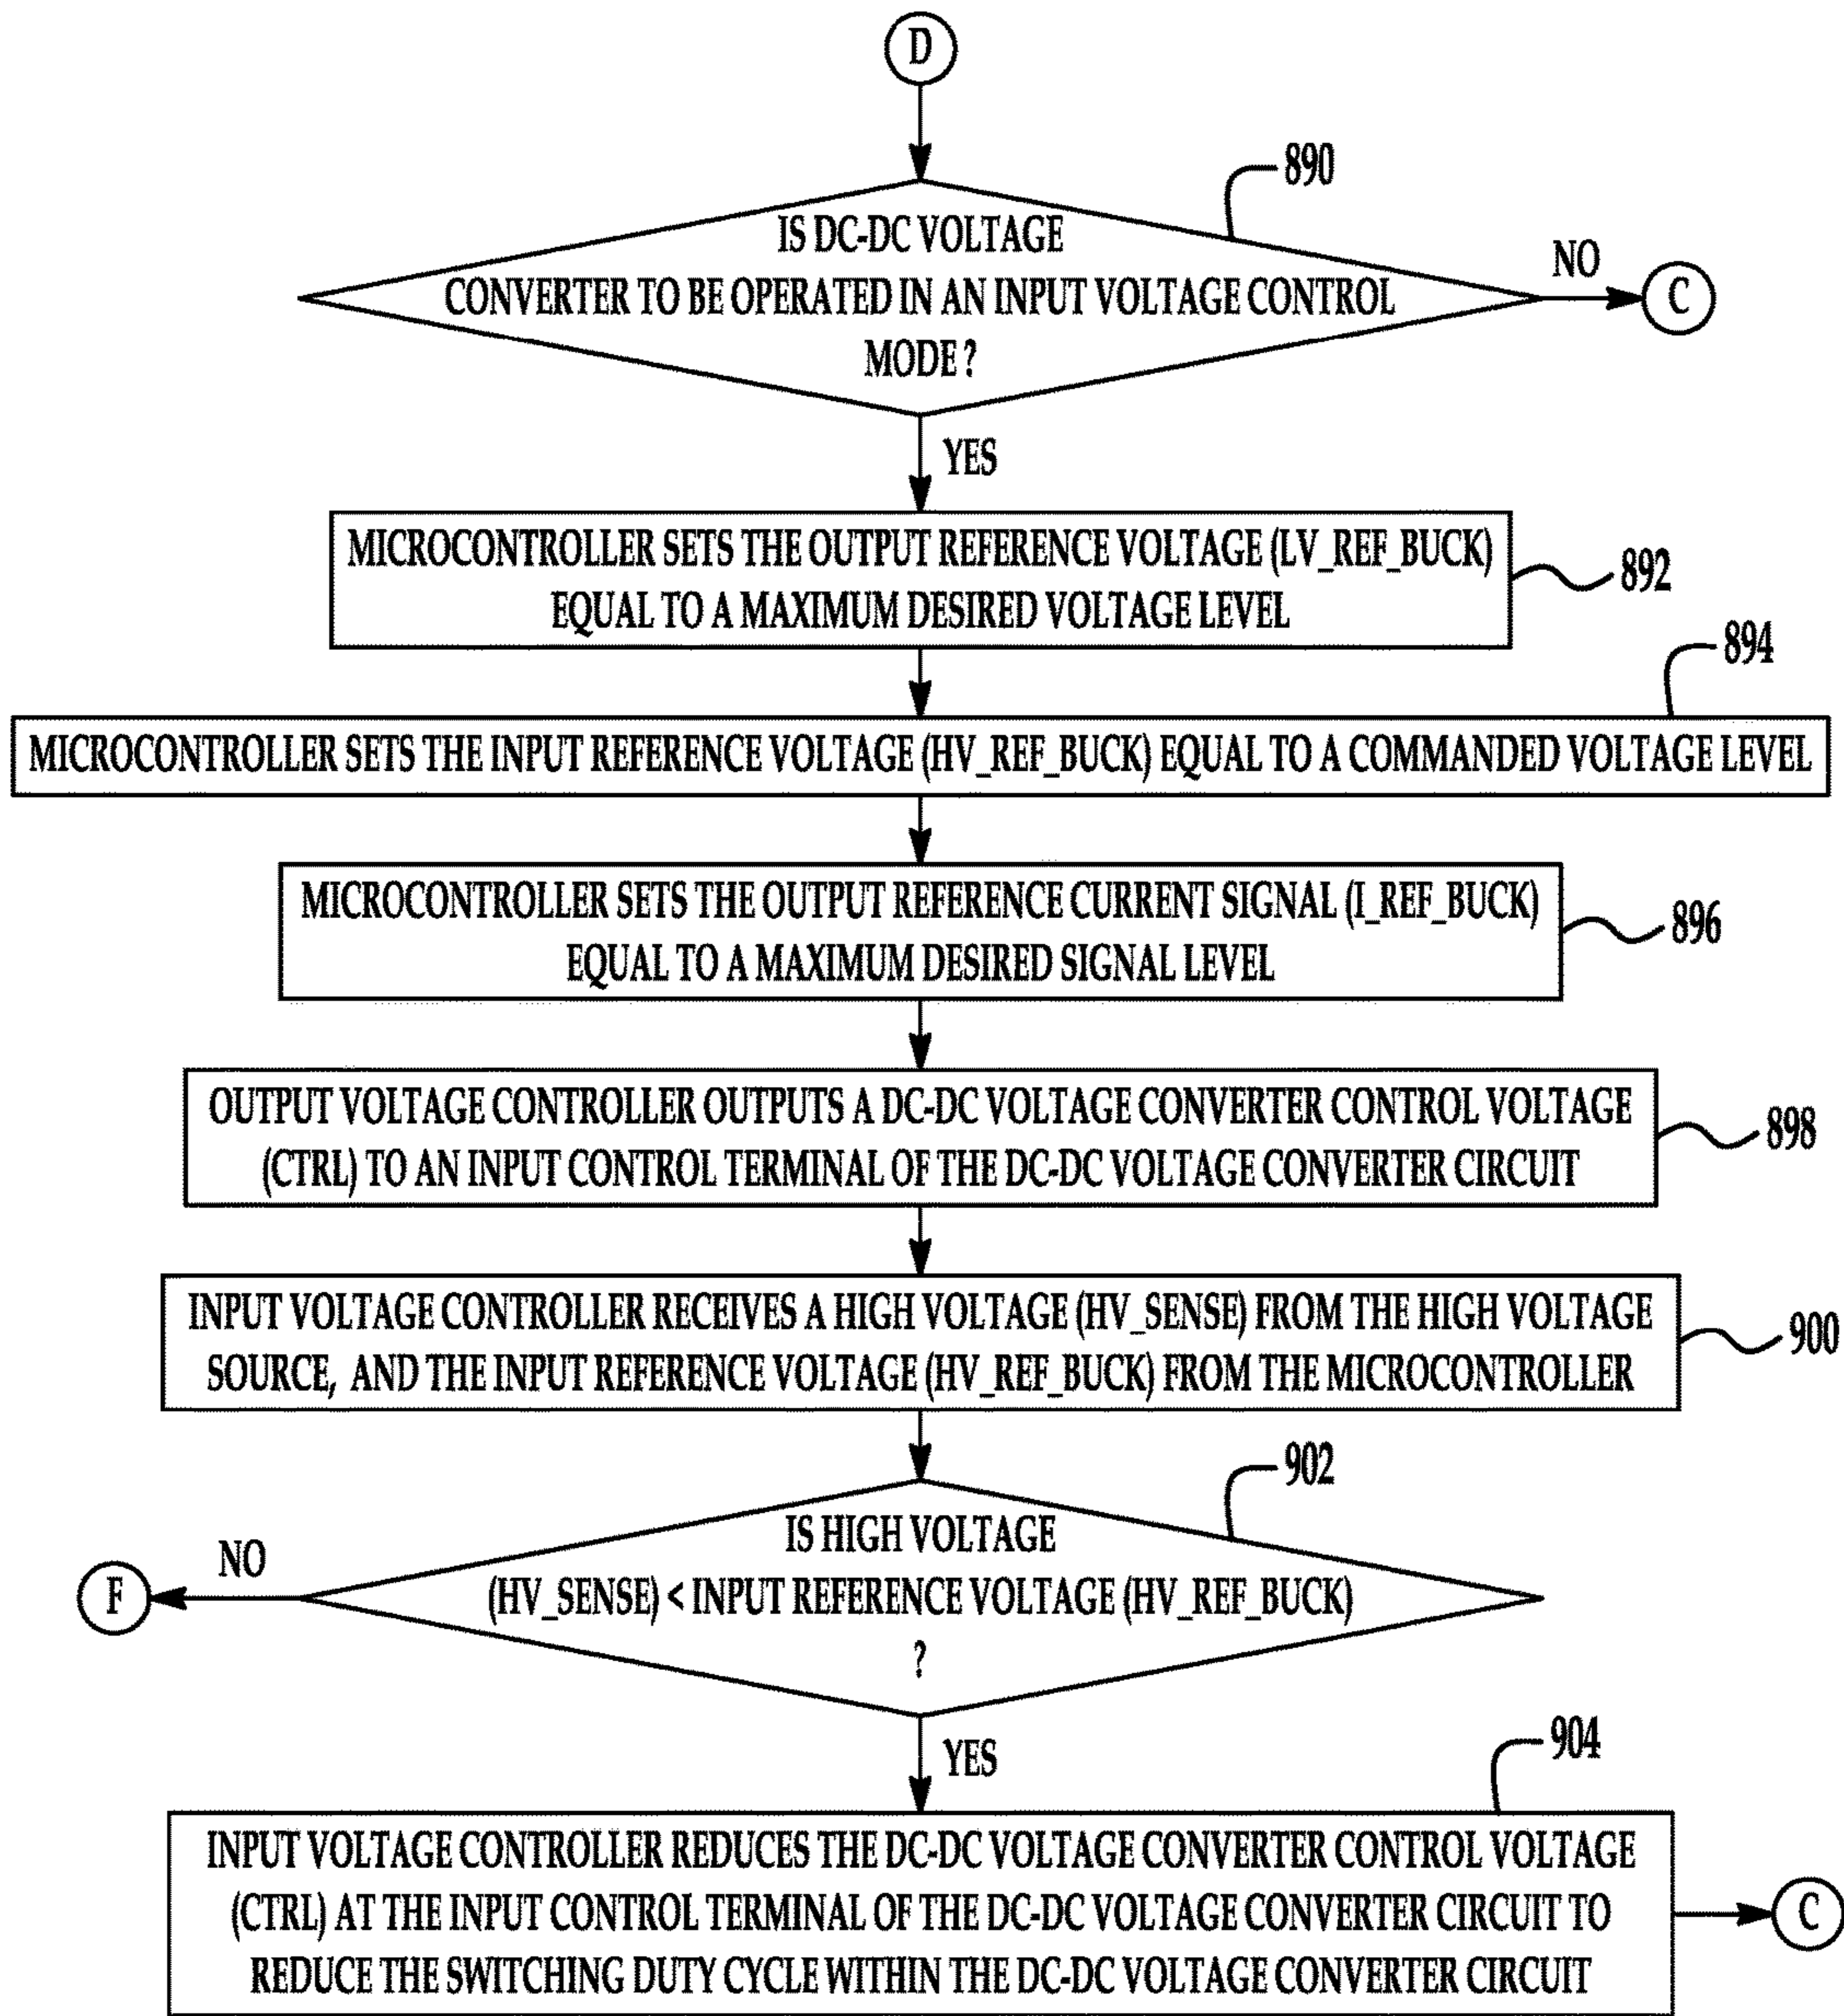 D
890
IS DC-DC VOLTAGE
CONVERTER TO BE OPERATED IN AN INPUT VOLTAGE CONTROL
MODE ?
NO
C
YES
MICROCONTROLLER SETS THE OUTPUT REFERENCE VOLTAGE (LV_REF_BUCK)
EQUAL TO A MAXIMUM DESIRED VOLTAGE LEVEL
892
894
MICROCONTROLLER SETS THE INPUT REFERENCE VOLTAGE (HV_REF_BUCK) EQUAL TO A COMMANDED VOLTAGE LEVEL
MICROCONTROLLER SETS THE OUTPUT REFERENCE CURRENT SIGNAL (I_REF_BUCK)
EQUAL TO A MAXIMUM DESIRED SIGNAL LEVEL
896
OUTPUT VOLTAGE CONTROLLER OUTPUTS A DC-DC VOLTAGE CONVERTER CONTROL VOLTAGE
(CTRL) TO AN INPUT CONTROL TERMINAL OF THE DC-DC VOLTAGE CONVERTER CIRCUIT
898
INPUT VOLTAGE CONTROLLER RECEIVES A HIGH VOLTAGE (HV_SENSE) FROM THE HIGH VOLTAGE
SOURCE, AND THE INPUT REFERENCE VOLTAGE (HV_REF_BUCK) FROM THE MICROCONTROLLER
900
902
IS HIGH VOLTAGE
(HV_SENSE) < INPUT REFERENCE VOLTAGE (HV_REF_BUCK)
?
NO
F
YES
904
INPUT VOLTAGE CONTROLLER REDUCES THE DC-DC VOLTAGE CONVERTER CONTROL VOLTAGE
(CTRL) AT THE INPUT CONTROL TERMINAL OF THE DC-DC VOLTAGE CONVERTER CIRCUIT TO
REDUCE THE SWITCHING DUTY CYCLE WITHIN THE DC-DC VOLTAGE CONVERTER CIRCUIT
C